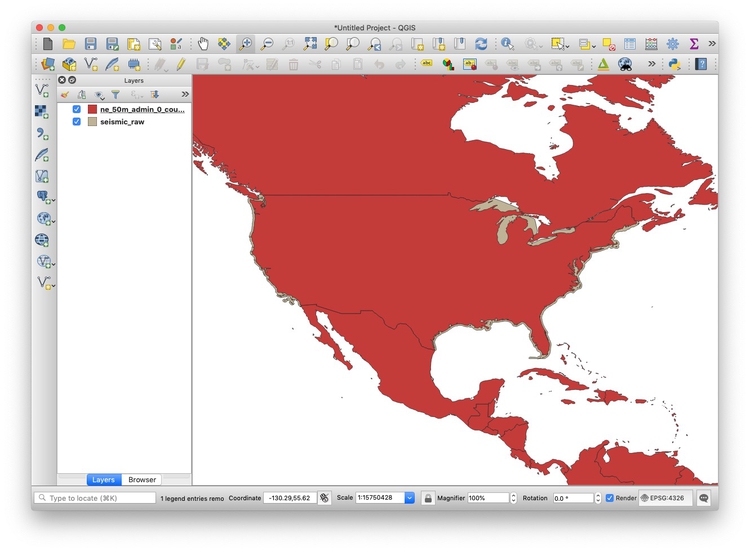 *Untitled Project - QGIS
Layers
ne_50m_admin_0_cou...
seismic_raw
Layers
Browser
Type to locate (⌘K)
1 legend entries remo
Coordinate
-130.29,55.62
Scale
1:15750428
Magnifier
100%
Rotation
0.0 °
Render
EPSG:4326